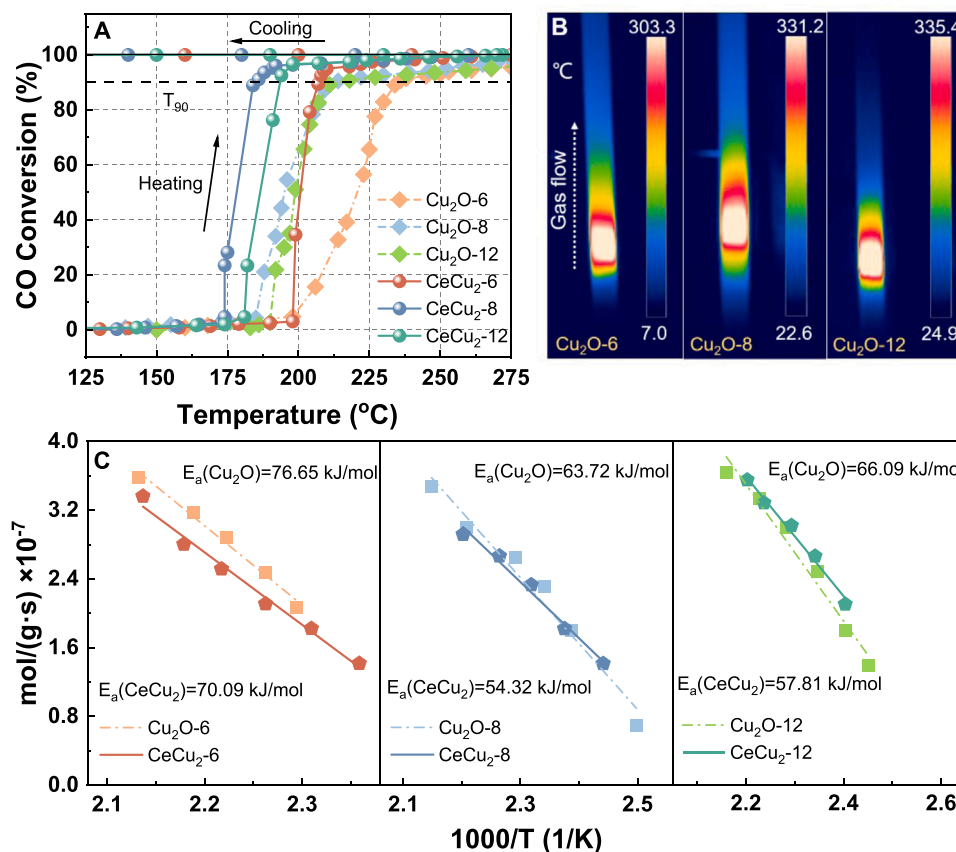 A
Cooling
T90
Heating
Cu₂O-6
Cu₂O-8
Cu₂O-12
CeCu₂-6
CeCu₂-8
CeCu₂-12
CO Conversion (%)
100
80
60
40
20
0
125 150 175 200 225 250 275
Temperature (°C)
B
303.3 331.2 335.4
°C
Gas flow
7.0 22.6 24.9
Cu₂O-6 Cu₂O-8 Cu₂O-12
C
mol/(g·s) ×10⁻⁷
4.0
3.2
2.4
1.6
0.8
0.0
Eₐ(Cu₂O)=76.65 kJ/mol
Eₐ(CeCu₂)=70.09 kJ/mol
Cu₂O-6
CeCu₂-6
Eₐ(Cu₂O)=63.72 kJ/mol
Eₐ(CeCu₂)=54.32 kJ/mol
Cu₂O-8
CeCu₂-8
Eₐ(Cu₂O)=66.09 kJ/mol
Eₐ(CeCu₂)=57.81 kJ/mol
Cu₂O-12
CeCu₂-12
2.1 2.2 2.3 2.1 2.3 2.5 2.2 2.4 2.6
1000/T (1/K)